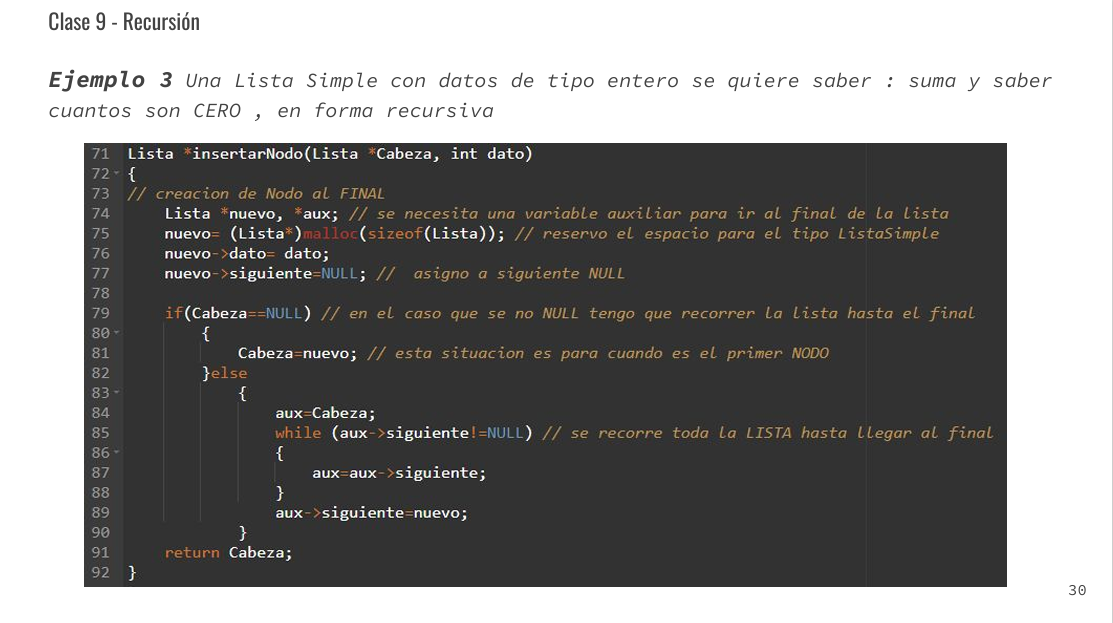 Clase 9 - Recursión
Ejemplo 3 Una Lista Simple con datos de tipo entero se quiere saber : suma y saber
cuantos son CERO , en forma recursiva
71 Lista *insertarNodo(Lista *Cabeza, int dato)
72 {
73 // creacion de Nodo al FINAL
74 Lista *nuevo, *aux; // se necesita una variable auxiliar para ir al final de la lista
75 nuevo= (Lista*)malloc(sizeof(Lista)); // reservo el espacio para el tipo ListaSimple
76 nuevo->dato= dato;
77 nuevo->siguiente=NULL; //  asigno a siguiente NULL
78
79 if(Cabeza==NULL) // en el caso que se no NULL tengo que recorrer la lista hasta el final
80 {
81 Cabeza=nuevo; // esta situacion es para cuando es el primer NODO
82 }else
83 {
84 aux=Cabeza;
85 while (aux->siguiente!=NULL) // se recorre toda la LISTA hasta llegar al final
86 {
87 aux=aux->siguiente;
88 }
89 aux->siguiente=nuevo;
90 }
91 return Cabeza;
92 }
30